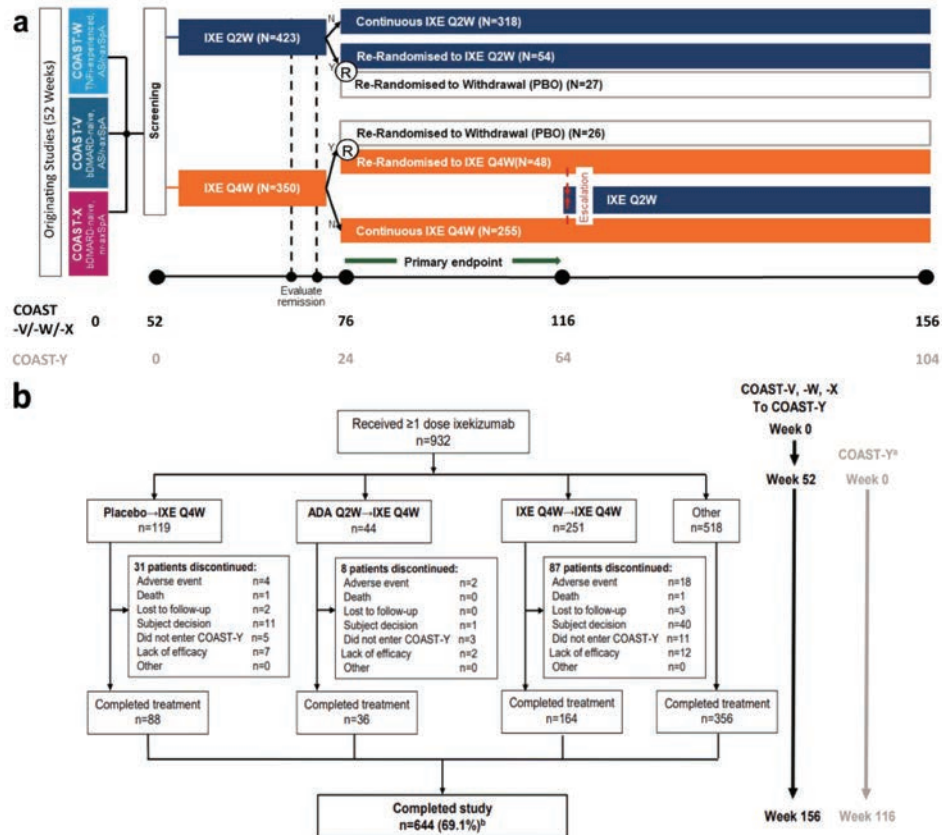 a
Originating Studies (52 Weeks)
COAST-W
TNFi-experienced,
AS/r-axSpA
COAST-V
bDMARD-naive,
AS/r-axSpA
COAST-X
bDMARD-naive,
nr-axSpA
Screening
IXE Q2W (N=423)
N
Continuous IXE Q2W (N=318)
Re-Randomised to IXE Q2W (N=54)
Y
R
Re-Randomised to Withdrawal (PBO) (N=27)
Re-Randomised to Withdrawal (PBO) (N=26)
Y
R
Re-Randomised to IXE Q4W(N=48)
IXE Q4W (N=350)
Escalation
IXE Q2W
N
Continuous IXE Q4W (N=255)
Primary endpoint
Evaluate
remission
COAST
-V/-W/-X
0 52 76 116 156
COAST-Y 0 24 64 104
b
COAST-V, -W, -X
To COAST-Y
Week 0
COAST-Yª
Week 52 Week 0
Received ≥1 dose ixekizumab
n=932
Placebo→IXE Q4W
n=119
ADA Q2W→IXE Q4W
n=44
IXE Q4W→IXE Q4W
n=251
Other
n=518
31 patients discontinued:
Adverse event n=4
Death n=1
Lost to follow-up n=2
Subject decision n=11
Did not enter COAST-Y n=5
Lack of efficacy n=7
Other n=0
8 patients discontinued:
Adverse event n=2
Death n=0
Lost to follow-up n=0
Subject decision n=1
Did not enter COAST-Y n=3
Lack of efficacy n=2
Other n=0
87 patients discontinued:
Adverse event n=18
Death n=1
Lost to follow-up n=3
Subject decision n=40
Did not enter COAST-Y n=11
Lack of efficacy n=12
Other n=0
Completed treatment
n=88
Completed treatment
n=36
Completed treatment
n=164
Completed treatment
n=356
Completed study
n=644 (69.1%)ᵇ
Week 156 Week 116